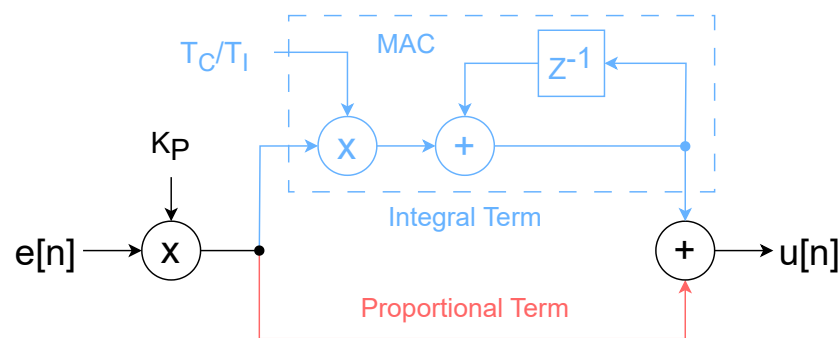 T_C/T_I
MAC
Z^-1
x
+
K_P
Integral Term
e[n]
x
+
u[n]
Proportional Term